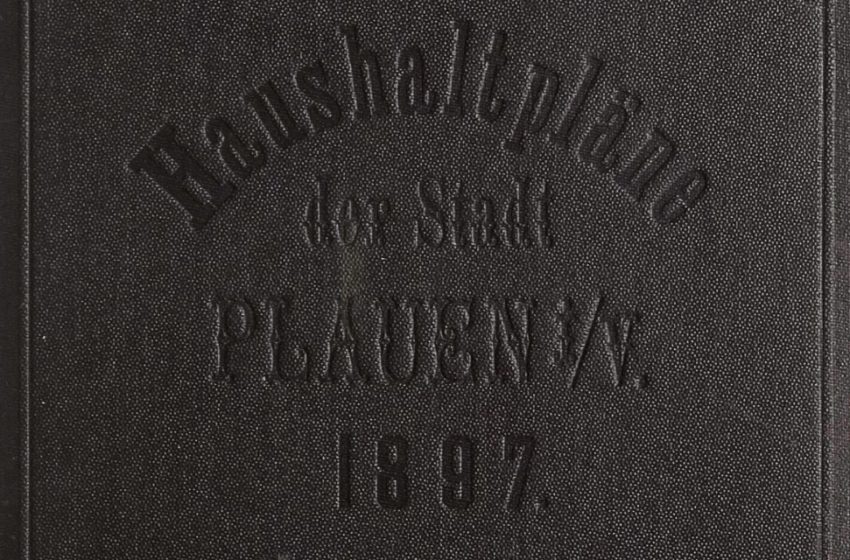 Haushaltpläne
der Stadt
PLAUEN i/V.
1897.